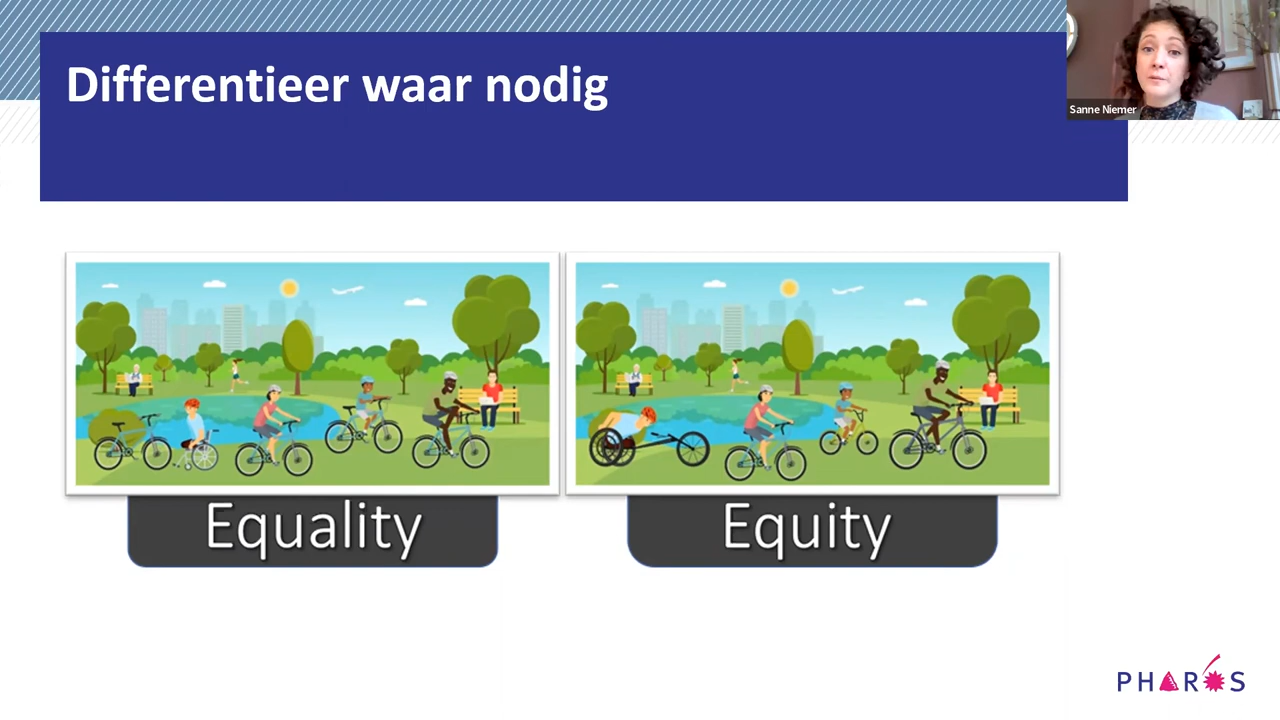 Differentieer waar nodig
Sanne Niemer
Equality
Equity
PHAROS